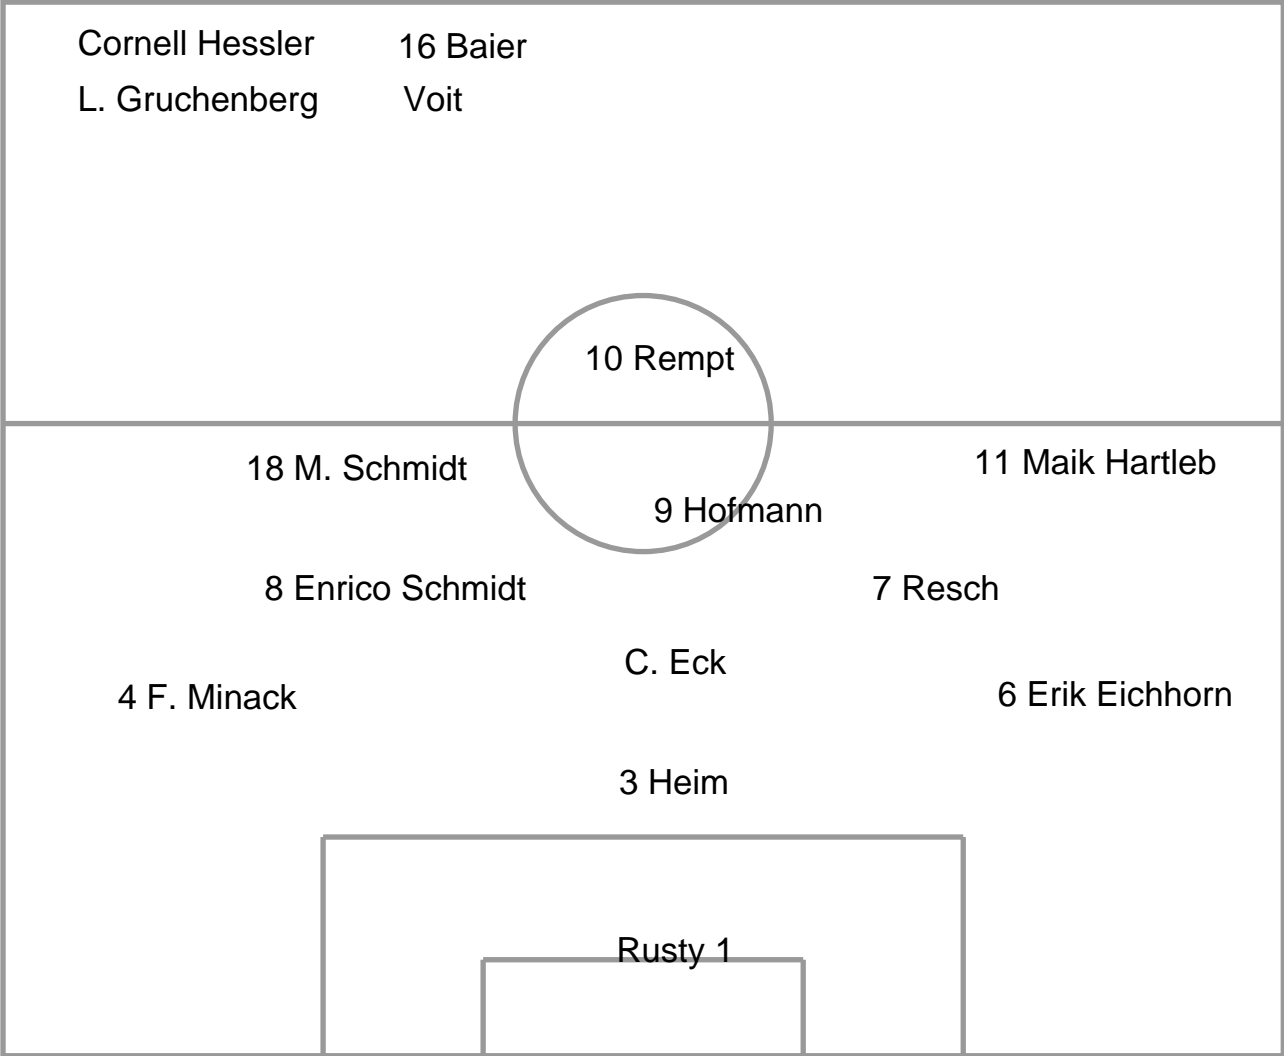 Cornell Hessler
16 Baier
L. Gruchenberg
Voit
10 Rempt
18 M. Schmidt
11 Maik Hartleb
9 Hofmann
8 Enrico Schmidt
7 Resch
C. Eck
4 F. Minack
6 Erik Eichhorn
3 Heim
Rusty 1